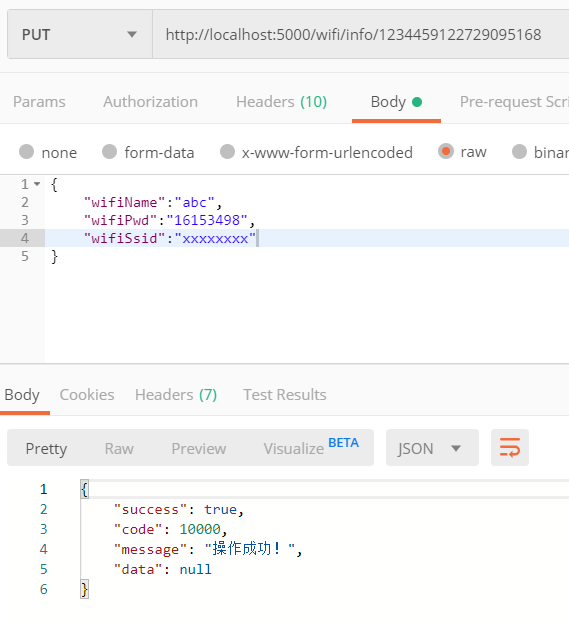 PUT http://localhost:5000/wifi/info/1234459122729095168
Params Authorization Headers (10) Body Pre-request Scri
none form-data x-www-form-urlencoded raw binar
1 {
2 "wifiName":"abc",
3 "wifiPwd":"16153498",
4 "wifiSsid":"xxxxxxxx"
5 }
Body Cookies Headers (7) Test Results
Pretty Raw Preview Visualize BETA JSON
1 {
2 "success": true,
3 "code": 10000,
4 "message": "操作成功!",
5 "data": null
6 }